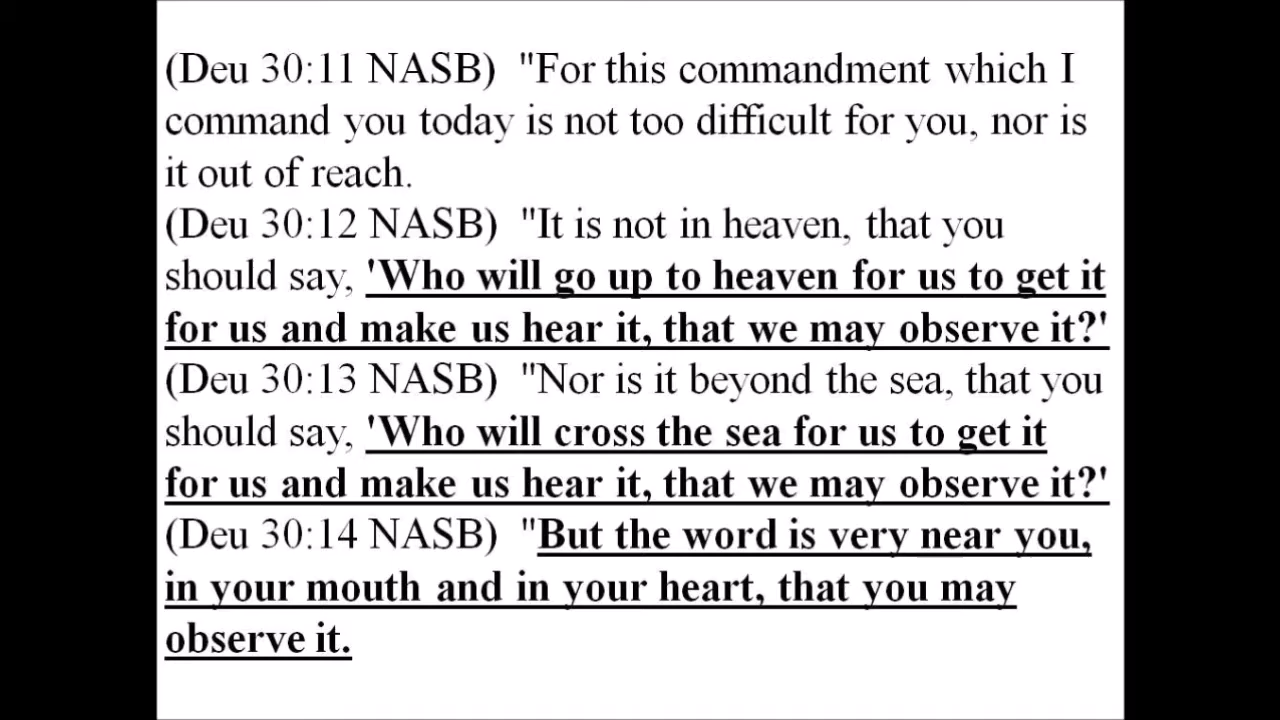 (Deu 30:11 NASB)  "For this commandment which I
command you today is not too difficult for you, nor is
it out of reach.
(Deu 30:12 NASB)  "It is not in heaven, that you
should say, 'Who will go up to heaven for us to get it
for us and make us hear it, that we may observe it?'
(Deu 30:13 NASB)  "Nor is it beyond the sea, that you
should say, 'Who will cross the sea for us to get it
for us and make us hear it, that we may observe it?'
(Deu 30:14 NASB)  "But the word is very near you,
in your mouth and in your heart, that you may
observe it.